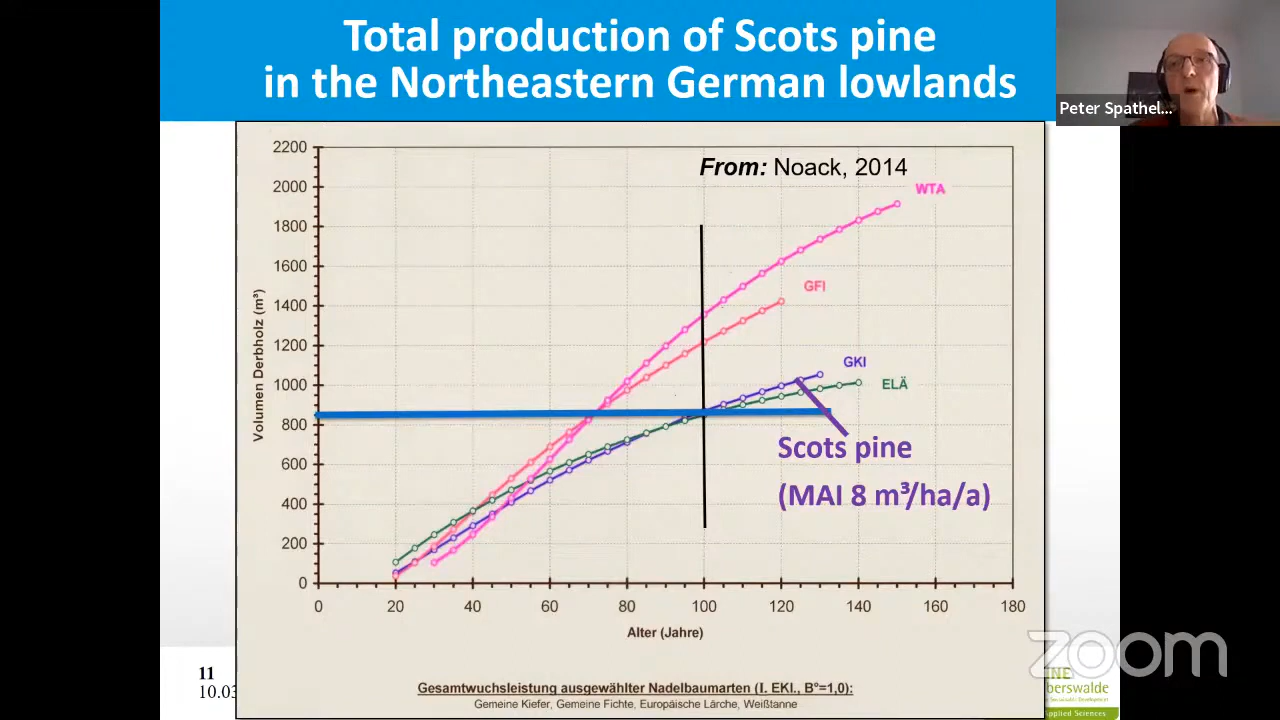 Total production of Scots pine
in the Northeastern German lowlands
Peter Spathel...
From: Noack, 2014
2200
2000
1800
1600
1400
1200
1000
800
600
400
200
0
Volumen Derbholz (m³)
WTA
GFI
GKI
ELÄ
Scots pine
(MAI 8 m³/ha/a)
0 20 40 60 80 100 120 140 160 180
Alter (Jahre)
Gesamtwuchsleistung ausgewählter Nadelbaumarten (I. EKl., B°=1,0):
Gemeine Kiefer, Gemeine Fichte, Europäische Lärche, Weißtanne
11
10.03
zoom
berswalde
Applied Sciences